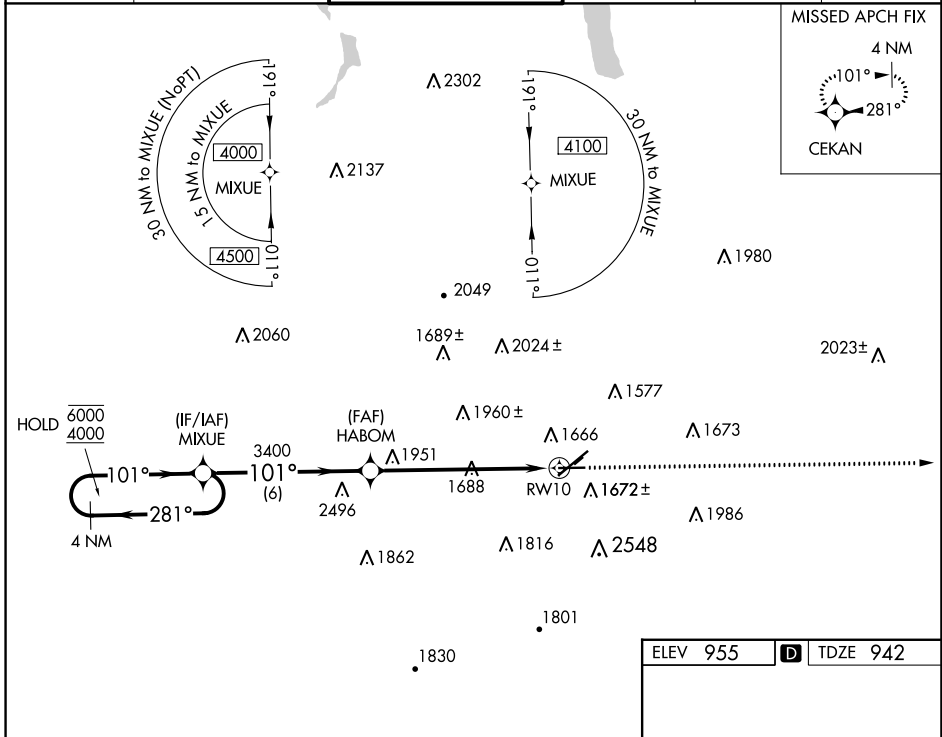 MISSED APCH FIX
4 NM
101°
281°
CEKAN
30 NM to MIXUE (NoPT)
15 NM to MIXUE
191°
4000
MIXUE
4500
011°
2302
2137
191°
4100
MIXUE
30 NM to MIXUE
011°
1980
2049
2060
1689±
2024±
2023±
1577
HOLD 6000
4000
(IF/IAF)
MIXUE
3400
101°
(6)
(FAF)
HABOM
1960±
1666
1673
101°
281°
4 NM
1951
2496
1688
RW10
1672±
1986
1862
1816
2548
1801
1830
ELEV 955 D TDZE 942